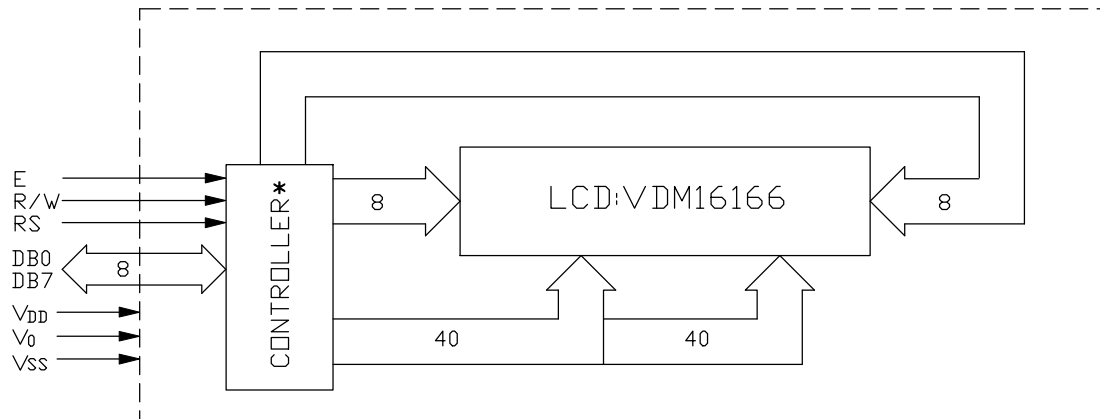 E
R/W
RS
DB0
DB7
8
VDD
V0
VSS
CONTROLLER*
8
LCD:VDM16166
8
40
40